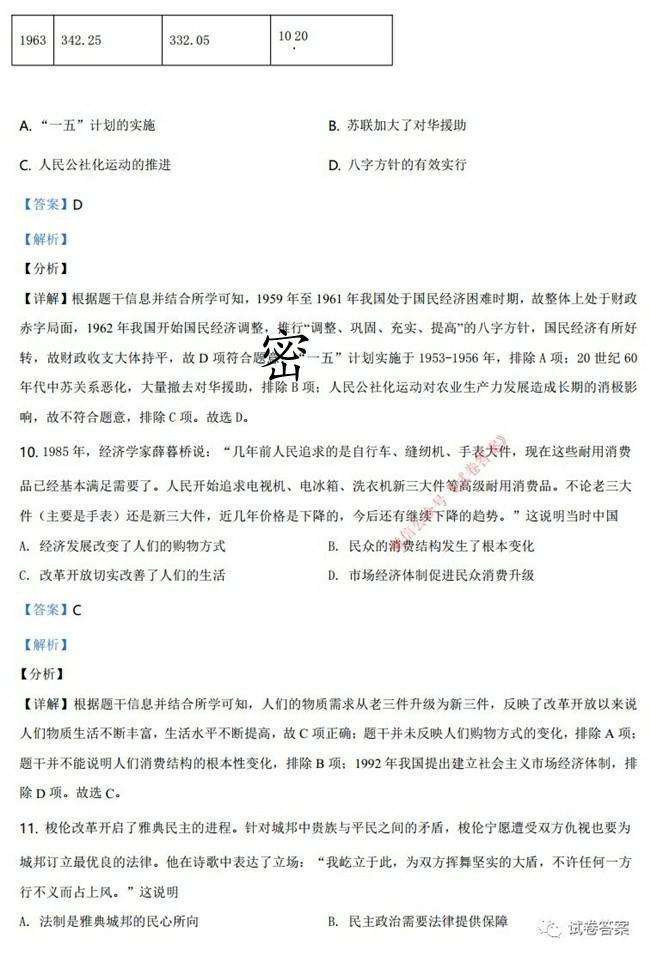 1963 342.25 332.05 10.20
A. “一五”计划的实施 B. 苏联加大了对华援助
C. 人民公社化运动的推进 D. 八字方针的有效实行
【答案】D
【解析】
【分析】
【详解】根据题干信息并结合所学可知，1959 年至 1961 年我国处于国民经济困难时期，故整体上处于财政
赤字局面，1962 年我国开始国民经济调整，推行“调整、巩固、充实、提高”的八字方针，国民经济有所好
转，故财政收支大体持平，故 D 项符合题意；“一五”计划实施于 1953-1956 年，排除 A 项；20 世纪 60
密
年代中苏关系恶化，大量撤去对华援助，排除 B 项；人民公社化运动对农业生产力发展造成长期的消极影
响，故不符合题意，排除 C 项。故选 D。
10. 1985 年，经济学家薛暮桥说：“几年前人民追求的是自行车、缝纫机、手表大件，现在这些耐用消费
品已经基本满足需要了。人民开始追求电视机、电冰箱、洗衣机新三大件等高级耐用消费品。不论老三大
件（主要是手表）还是新三大件，近几年价格是下降的，今后还有继续下降的趋势。”这说明当时中国
微信公众号《试卷答案》
A. 经济发展改变了人们的购物方式 B. 民众的消费结构发生了根本变化
C. 改革开放切实改善了人们的生活 D. 市场经济体制促进民众消费升级
【答案】C
【解析】
【分析】
【详解】根据题干信息并结合所学可知，人们的物质需求从老三件升级为新三件，反映了改革开放以来说
人们物质生活不断丰富，生活水平不断提高，故 C 项正确；题干并未反映人们购物方式的变化，排除 A 项；
题干并不能说明人们消费结构的根本性变化，排除 B 项；1992 年我国提出建立社会主义市场经济体制，排
除 D 项。故选 C。
11. 梭伦改革开启了雅典民主的进程。针对城邦中贵族与平民之间的矛盾，梭伦宁愿遭受双方仇视也要为
城邦订立最优良的法律。他在诗歌中表达了立场：“我屹立于此，为双方挥舞坚实的大盾，不许任何一方
行不义而占上风。”这说明
A. 法制是雅典城邦的民心所向 B. 民主政治需要法律提供保障
试卷答案